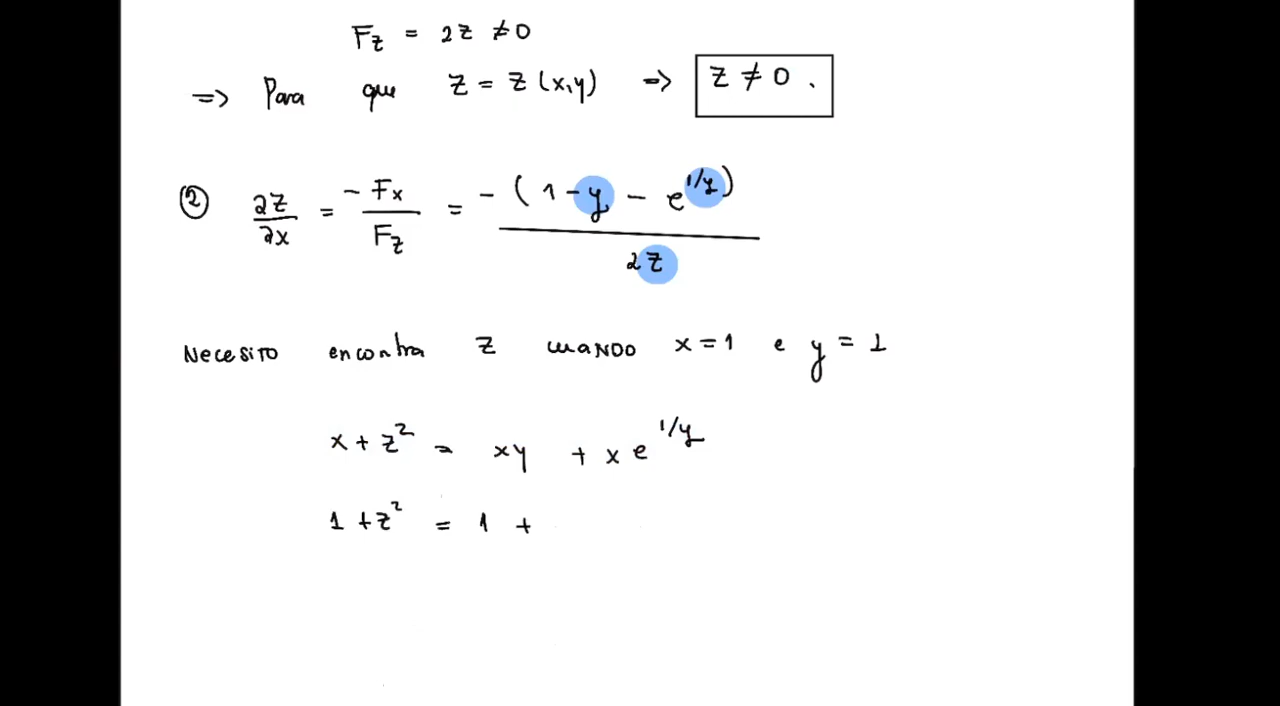 Fz = 2z ≠ 0
=> Para que z = z(x,y) => z ≠ 0 .
② ∂z/∂x = -Fx/Fz = -(1-y - e^{1/y})/2z
Necesito encontra z cuando x=1 e y = 1
x + z² = xy + x e^{1/y}
1 + z² = 1 +